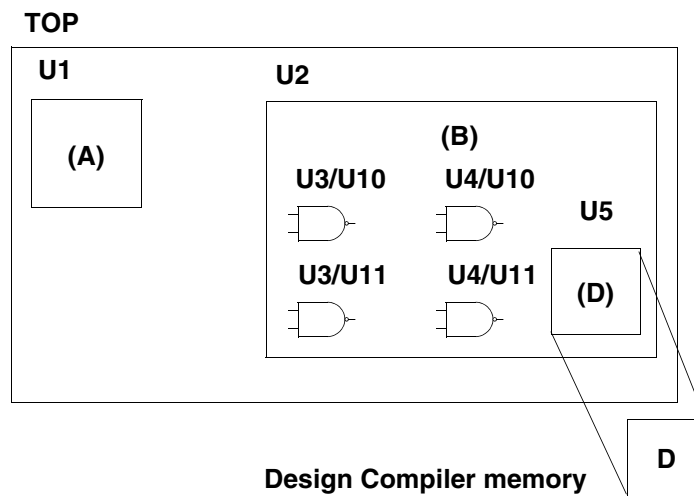 TOP
U1
U2
(A)
(B)
U3/U10
U4/U10
U5
U3/U11
U4/U11
(D)
D
Design Compiler memory